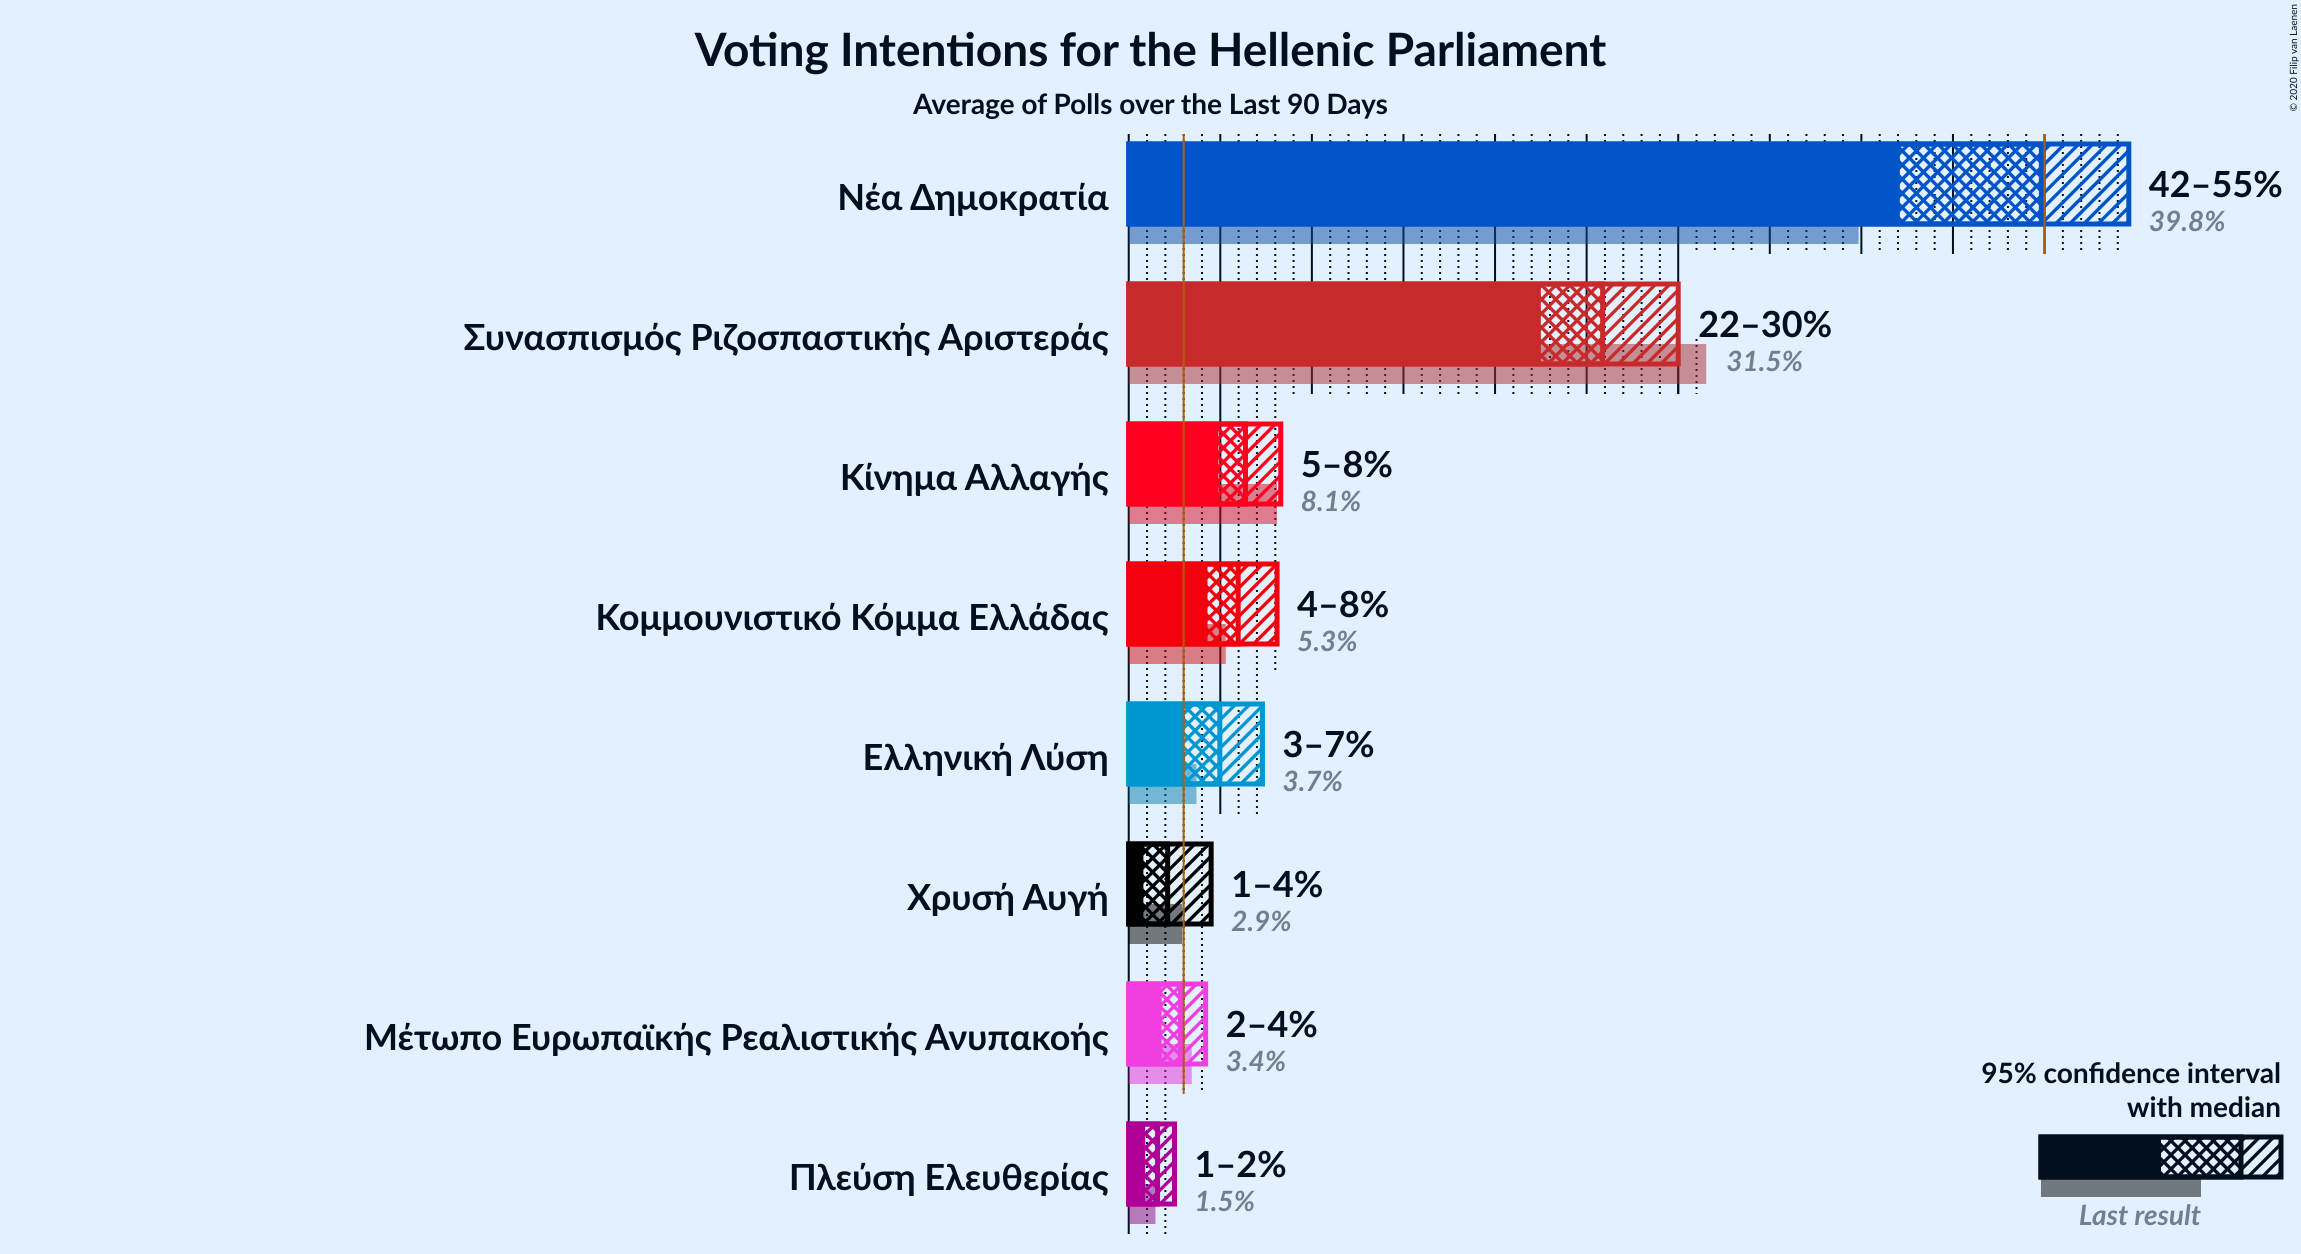 Voting Intentions for the Hellenic Parliament
Average of Polls over the Last 90 Days
© 2020 Filip van Laenen
Νέα Δημοκρατία
42–55%
39.8%
Συνασπισμός Ριζοσπαστικής Αριστεράς
22–30%
31.5%
Κίνημα Αλλαγής
5–8%
8.1%
Κομμουνιστικό Κόμμα Ελλάδας
4–8%
5.3%
Ελληνική Λύση
3–7%
3.7%
Χρυσή Αυγή
1–4%
2.9%
Μέτωπο Ευρωπαϊκής Ρεαλιστικής Ανυπακοής
2–4%
3.4%
Πλεύση Ελευθερίας
1–2%
1.5%
95% confidence interval
with median
Last result